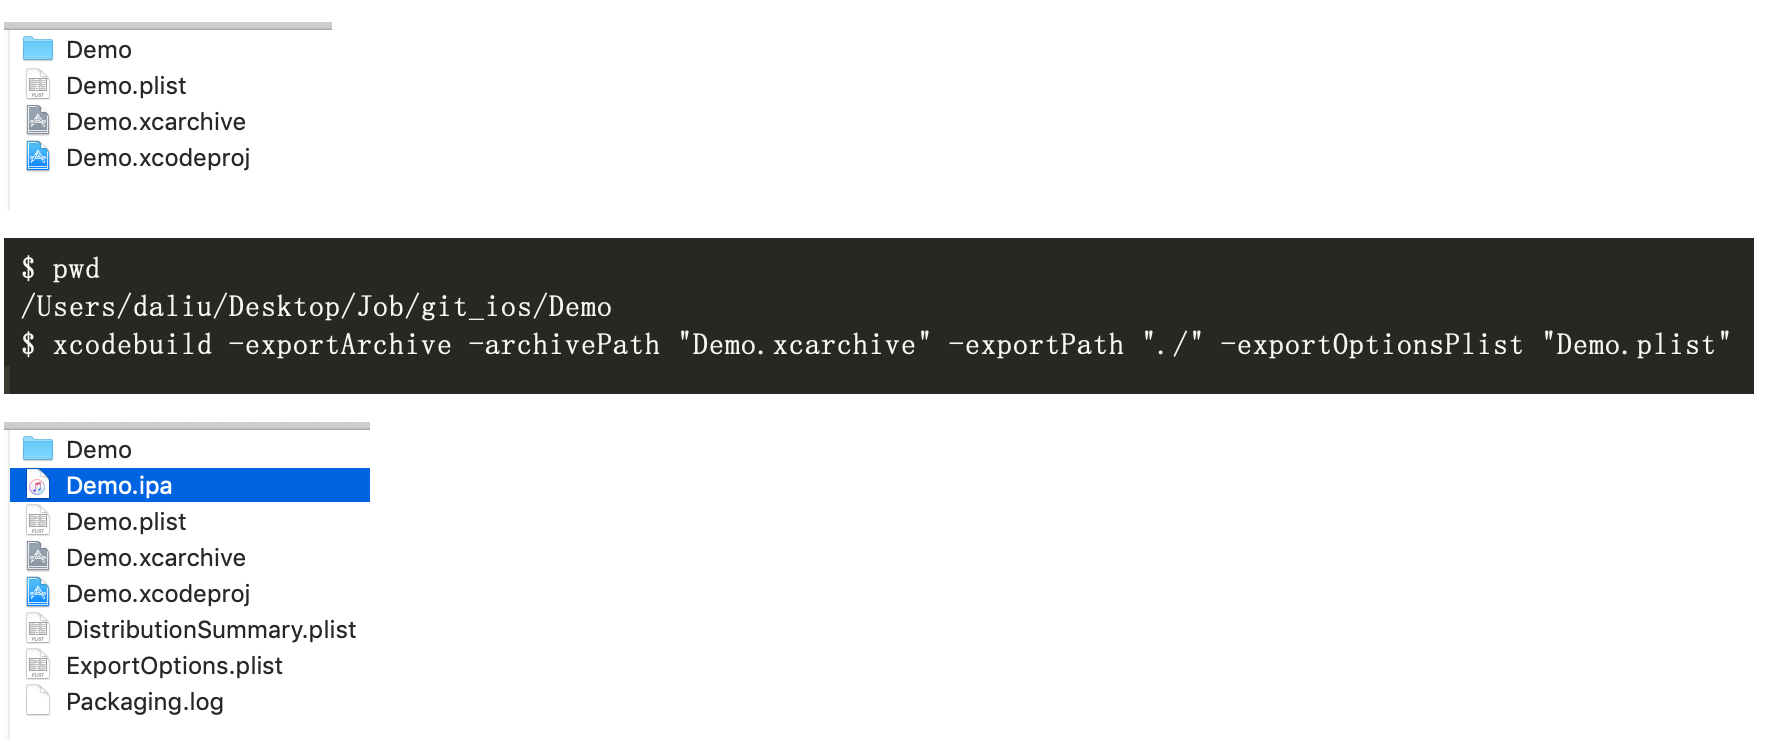 Demo
Demo.plist
Demo.xcarchive
Demo.xcodeproj
$ pwd
/Users/daliu/Desktop/Job/git_ios/Demo
$ xcodebuild -exportArchive -archivePath "Demo.xcarchive" -exportPath "./" -exportOptionsPlist "Demo.plist"
Demo
Demo.ipa
Demo.plist
Demo.xcarchive
Demo.xcodeproj
DistributionSummary.plist
ExportOptions.plist
Packaging.log